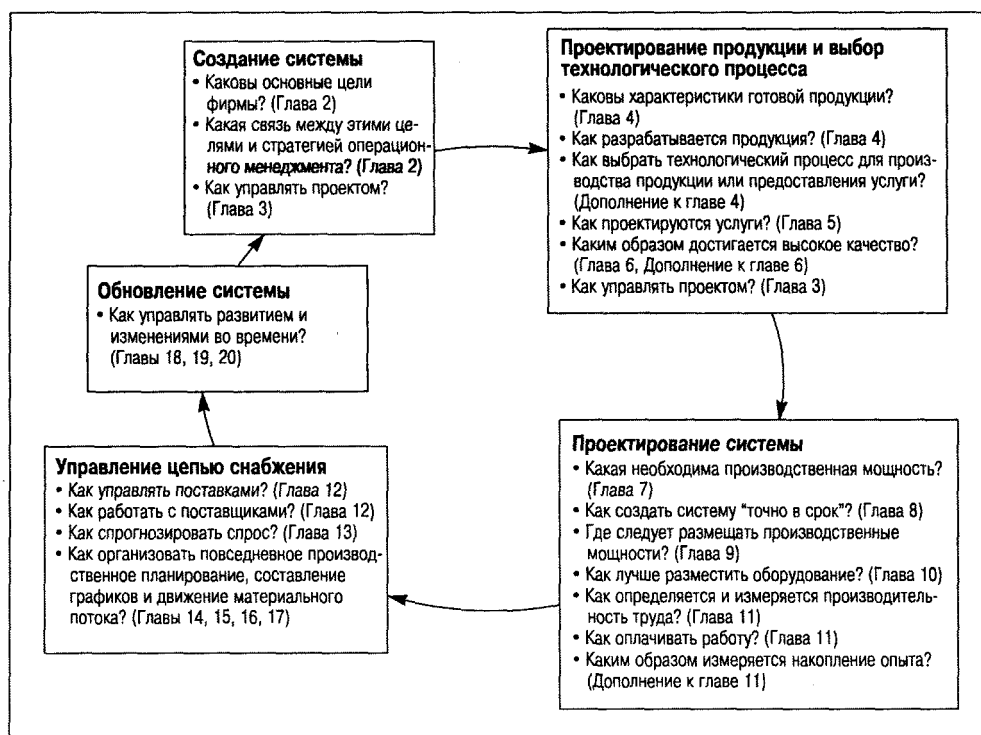 Создание системы
• Каковы основные цели
фирмы? (Глава 2)
• Какая связь между этими це-
лями и стратегией операцион-
ного менеджмента? (Глава 2)
• Как управлять проектом?
(Глава 3)
Проектирование продукции и выбор
технологического процесса
• Каковы характеристики готовой продукции?
(Глава 4)
• Как разрабатывается продукция? (Глава 4)
• Как выбрать технологический процесс для произ-
водства продукции или предоставления услуги?
(Дополнение к главе 4)
• Как проектируются услуги? (Глава 5)
• Каким образом достигается высокое качество?
(Глава 6, Дополнение к главе 6)
• Как управлять проектом? (Глава 3)
Проектирование системы
• Какая необходима производственная мощность?
(Глава 7)
• Как создать систему "точно в срок"? (Глава 8)
• Где следует размещать производственные
мощности? (Глава 9)
• Как лучше разместить оборудование? (Глава 10)
• Как определяется и измеряется производитель-
ность труда? (Глава 11)
• Как оплачивать работу? (Глава 11)
• Каким образом измеряется накопление опыта?
(Дополнение к главе 11)
Управление цепью снабжения
• Как управлять поставками? (Глава 12)
• Как работать с поставщиками? (Глава 12)
• Как спрогнозировать спрос? (Глава 13)
• Как организовать повседневное производ-
ственное планирование, составление
графиков и движение материального
потока? (Главы 14, 15, 16, 17)
Обновление системы
• Как управлять развитием и
изменениями во времени?
(Главы 18, 19, 20)